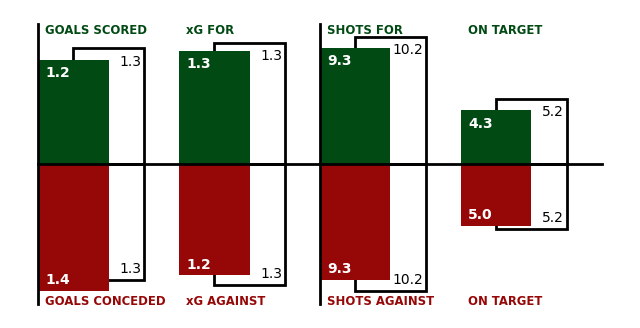 GOALS SCORED xG FOR SHOTS FOR ON TARGET
1.2 1.3 1.3 1.3 9.3 10.2 4.3 5.2
1.4 1.3 1.2 1.3 9.3 10.2 5.0 5.2
GOALS CONCEDED xG AGAINST SHOTS AGAINST ON TARGET